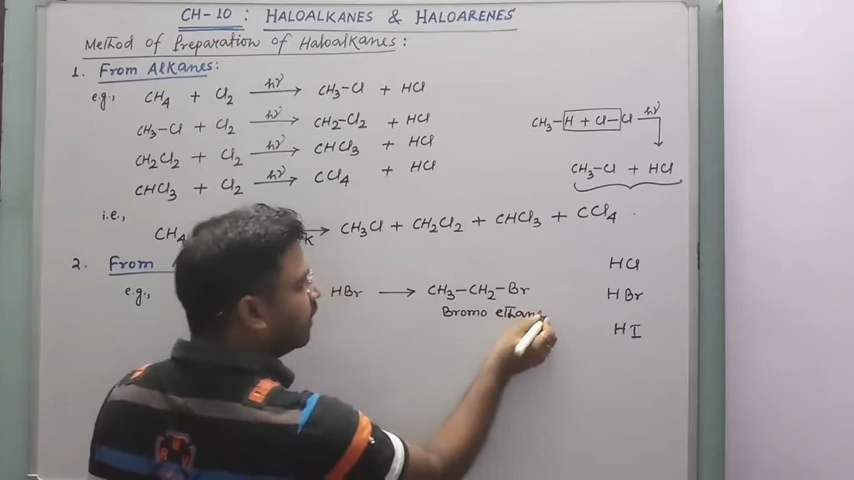 CH-10 : HALOALKANES & HALOARENES
Method of Preparation of Haloalkanes :
1. From Alkanes :
e.g., CH4 + Cl2 —hν→ CH3-Cl + HCl
CH3-Cl + Cl2 —hν→ CH2-Cl2 + HCl
CH2Cl2 + Cl2 —hν→ CHCl3 + HCl
CHCl3 + Cl2 —hν→ CCl4 + HCl
CH3-H + Cl-Cl —hν→
CH3-Cl + HCl
i.e., CH4 → CH3Cl + CH2Cl2 + CHCl3 + CCl4
2. From
e.g., HBr → CH3-CH2-Br
Bromo ethane
HCl
HBr
HI